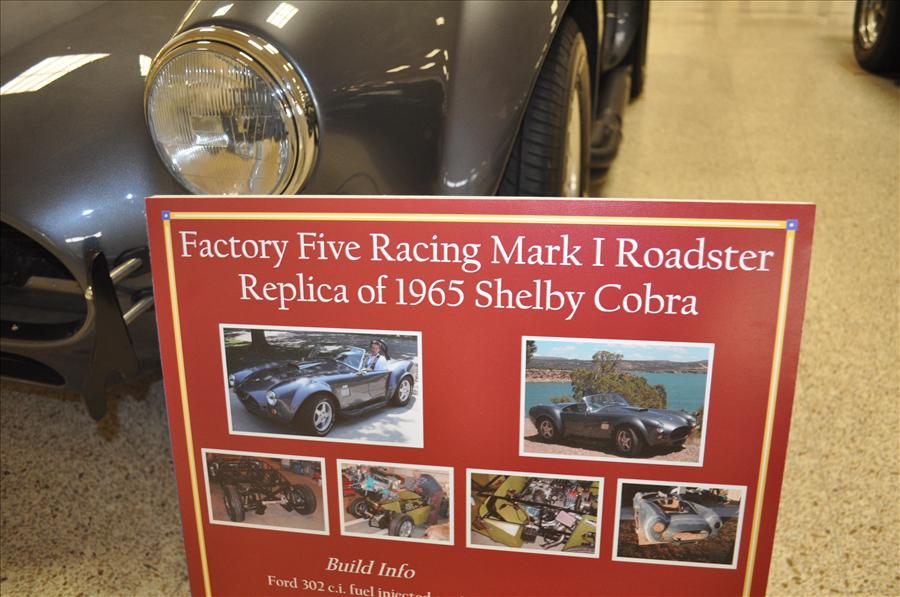 Factory Five Racing Mark I Roadster
Replica of 1965 Shelby Cobra
Build Info
Ford 302 c.i. fuel injected